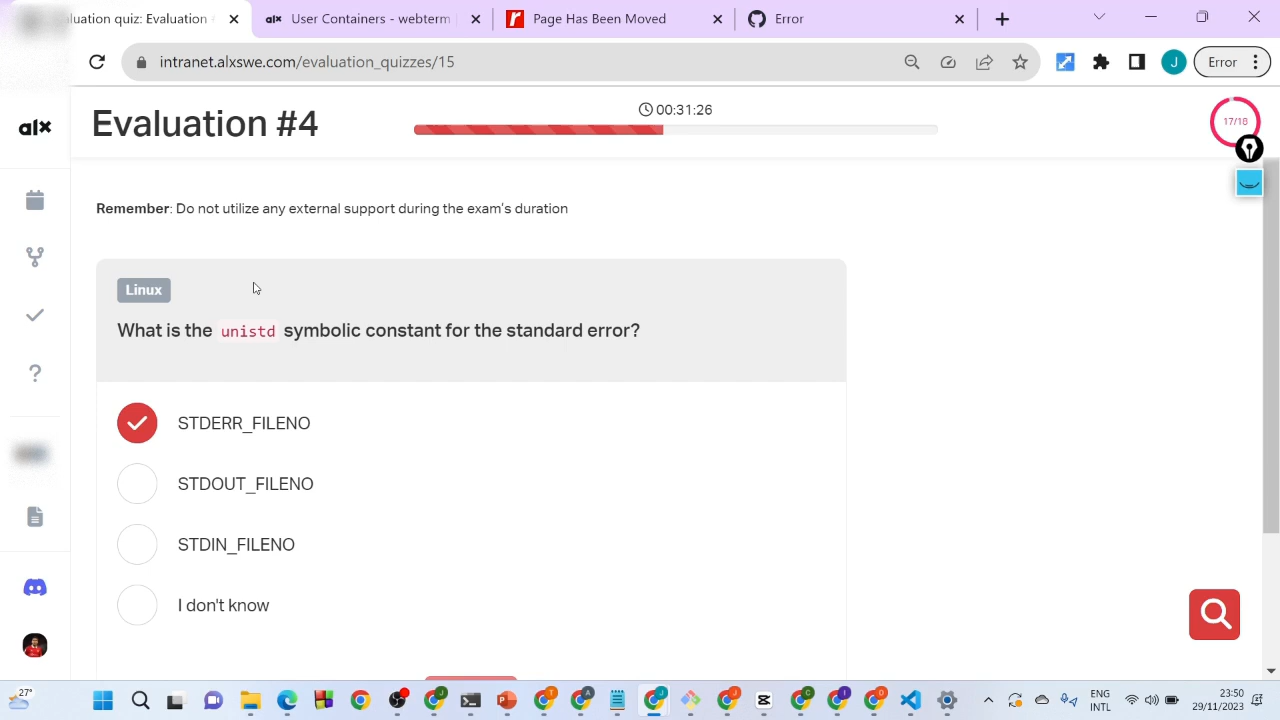 aluation quiz: Evaluation
User Containers - webterm
Page Has Been Moved
Error
intranet.alxswe.com/evaluation_quizzes/15
J
Error
alx
Evaluation #4
00:31:26
17/18
Remember: Do not utilize any external support during the exam's duration
Linux
What is the unistd symbolic constant for the standard error?
STDERR_FILENO
STDOUT_FILENO
STDIN_FILENO
I don't know
27°
ENG
INTL
23:50
29/11/2023